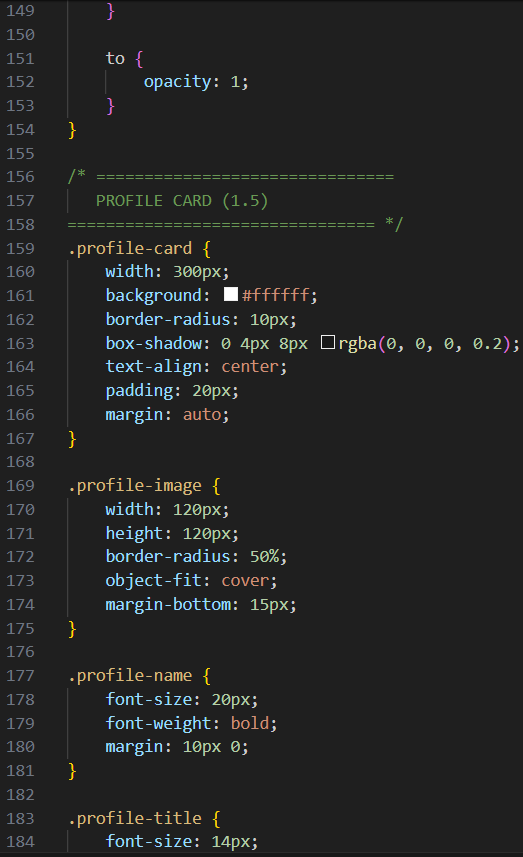 149         }
150
151         to {
152             opacity: 1;
153         }
154     }
155
156     /* ===============================
157        PROFILE CARD (1.5)
158     ================================ */
159     .profile-card {
160         width: 300px;
161         background: #ffffff;
162         border-radius: 10px;
163         box-shadow: 0 4px 8px rgba(0, 0, 0, 0.2);
164         text-align: center;
165         padding: 20px;
166         margin: auto;
167     }
168
169     .profile-image {
170         width: 120px;
171         height: 120px;
172         border-radius: 50%;
173         object-fit: cover;
174         margin-bottom: 15px;
175     }
176
177     .profile-name {
178         font-size: 20px;
179         font-weight: bold;
180         margin: 10px 0;
181     }
182
183     .profile-title {
184         font-size: 14px;